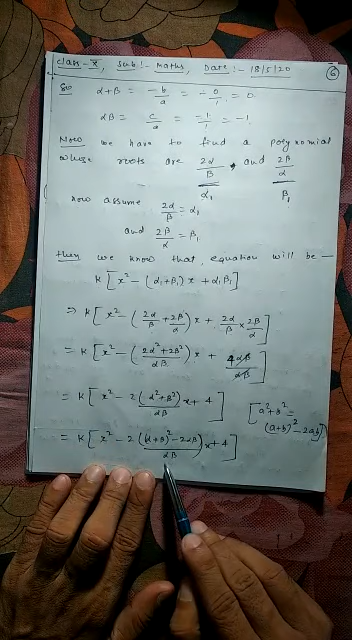 class-X, Sub:- Maths, Date:- 18/5/20 (6)
So α+β = -b/a = -0/1 = 0
αβ = c/a = -1/1 = -1
Now we have to find a polynomial
whose roots are 2α/β, and 2β/α
α₁ β₁
now assume 2α/β = α₁
and 2β/α = β₁
then we know that, equation will be —
K[x² - (α₁+β₁)x + α₁β₁]
⇒ K[x² - (2α/β + 2β/α)x + 2α/β × 2β/α]
= K[x² - (2α²+2β²/αβ)x + 4αβ/αβ]
= K[x² - 2(α²+β²)/αβ x + 4] [a²+b² =
(a+b)² - 2ab]
= K[x² - 2((α+β)² - 2αβ)/αβ x + 4]